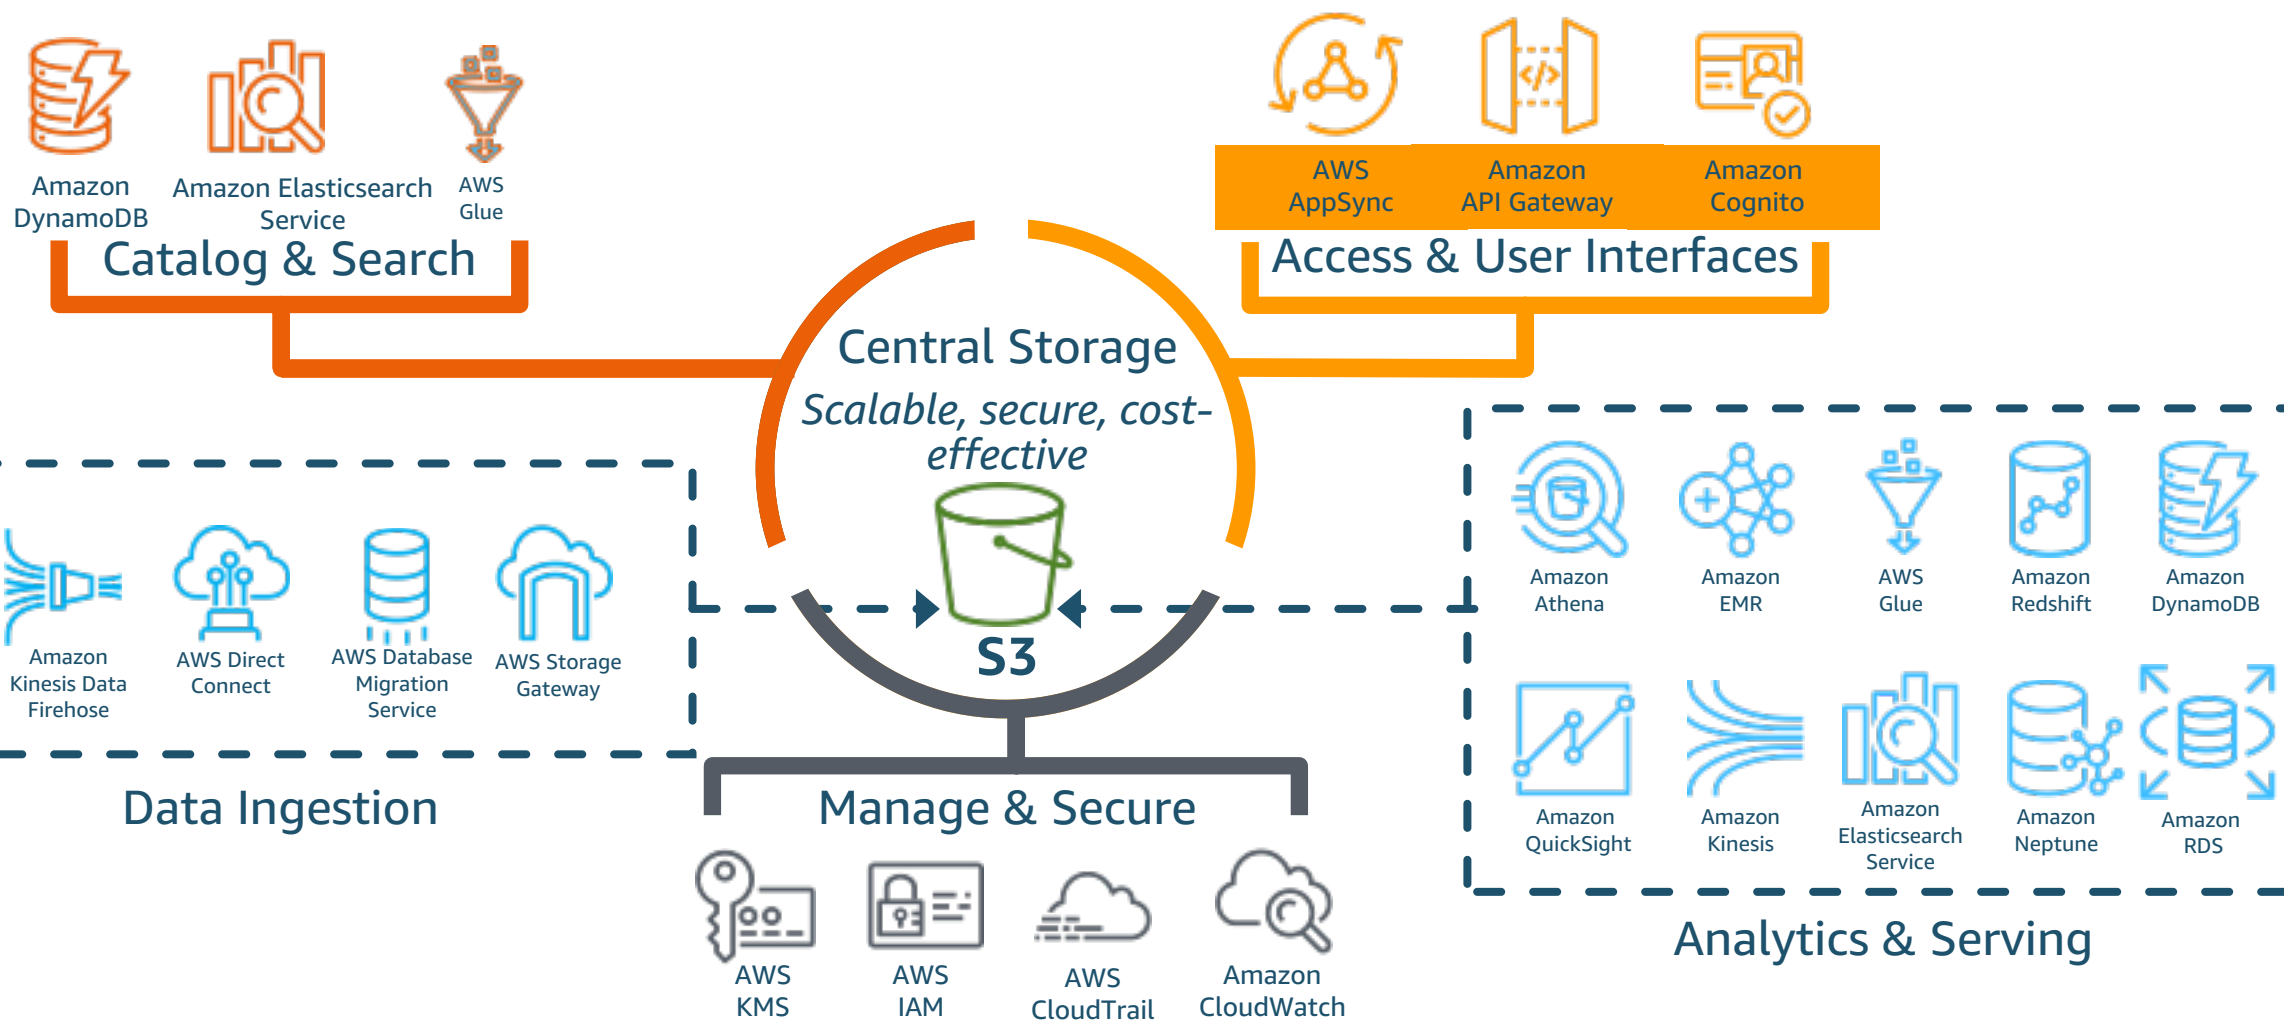 Amazon
DynamoDB
Amazon Elasticsearch
Service
AWS
Glue
Catalog & Search
AWS
AppSync
Amazon
API Gateway
Amazon
Cognito
Access & User Interfaces
Central Storage
Scalable, secure, cost-
effective
S3
Amazon
Kinesis Data
Firehose
AWS Direct
Connect
AWS Database
Migration
Service
AWS Storage
Gateway
Data Ingestion
Manage & Secure
AWS
KMS
AWS
IAM
AWS
CloudTrail
Amazon
CloudWatch
Amazon
Athena
Amazon
EMR
AWS
Glue
Amazon
Redshift
Amazon
DynamoDB
Amazon
QuickSight
Amazon
Kinesis
Amazon
Elasticsearch
Service
Amazon
Neptune
Amazon
RDS
Analytics & Serving